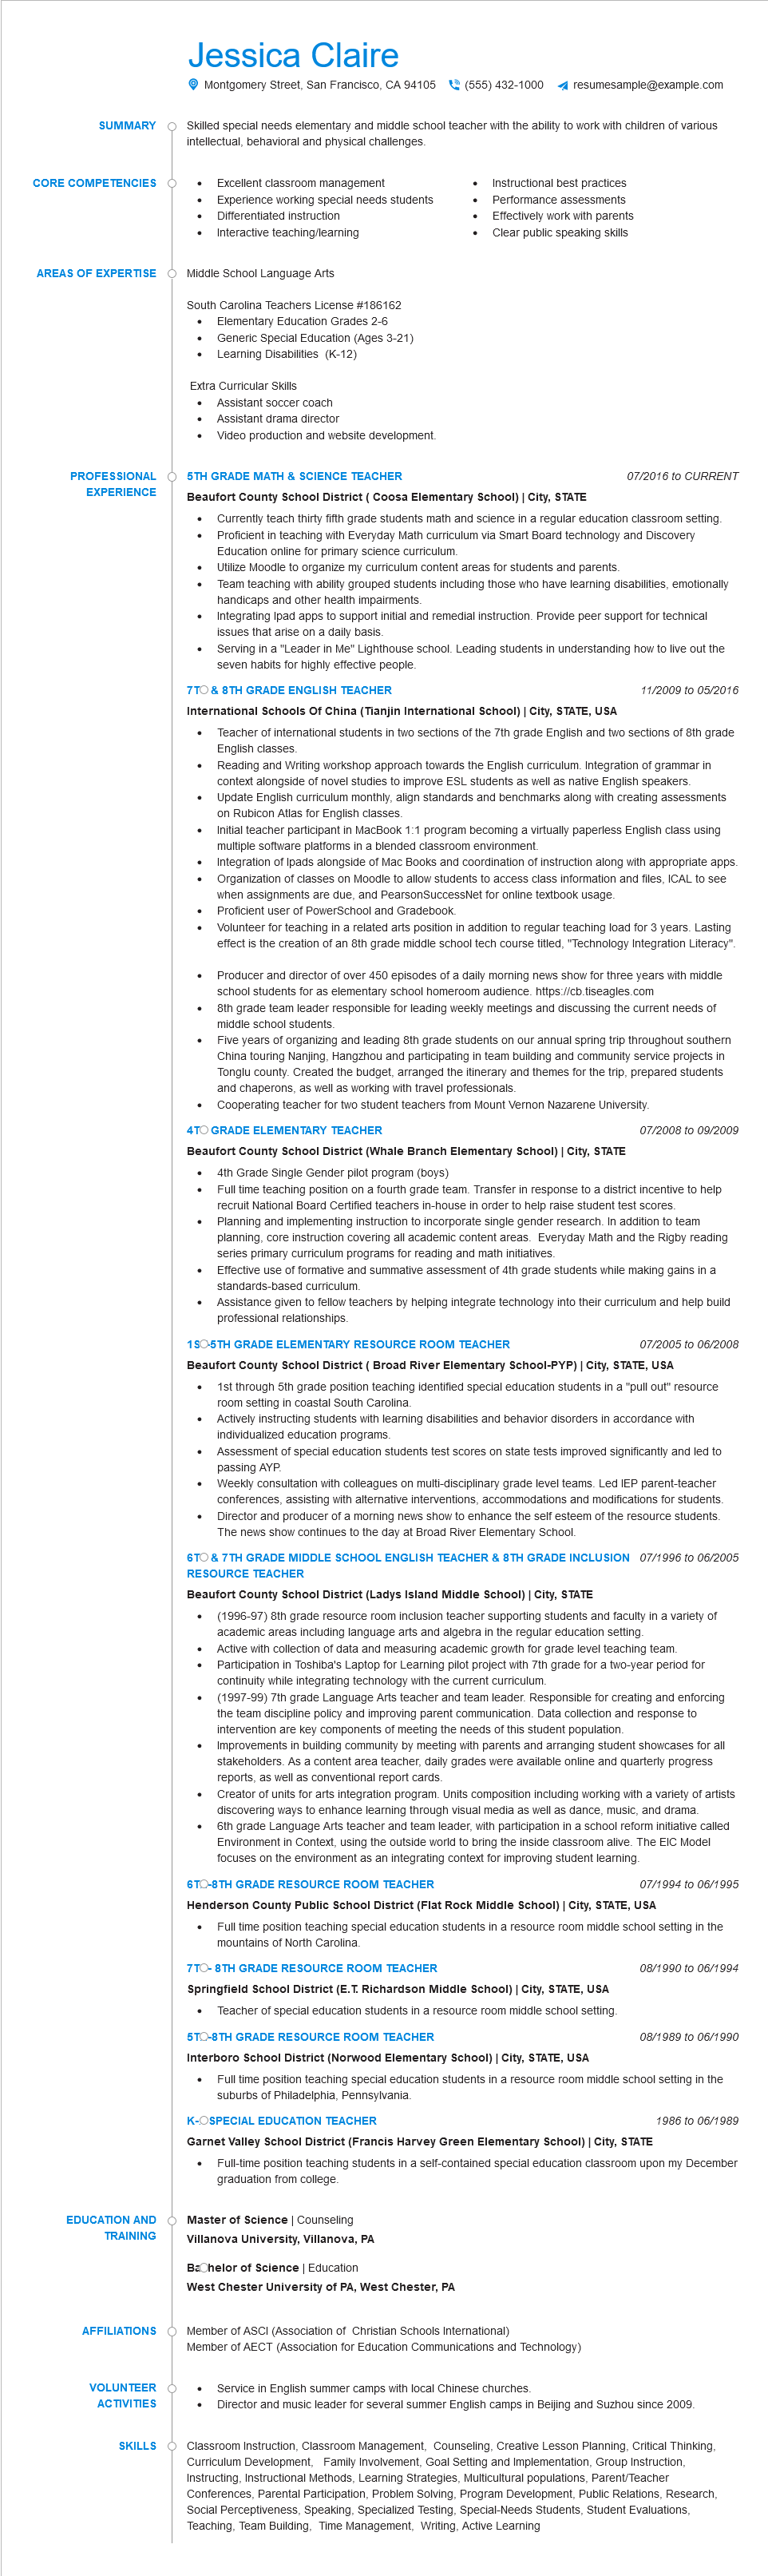 Jessica Claire
Montgomery Street, San Francisco, CA 94105 (555) 432-1000 resumesample@example.com
SUMMARY
Skilled special needs elementary and middle school teacher with the ability to work with children of various
intellectual, behavioral and physical challenges.
CORE COMPETENCIES
• Excellent classroom management
• Experience working special needs students
• Differentiated instruction
• Interactive teaching/learning
• Instructional best practices
• Performance assessments
• Effectively work with parents
• Clear public speaking skills
AREAS OF EXPERTISE
Middle School Language Arts
South Carolina Teachers License #186162
• Elementary Education Grades 2-6
• Generic Special Education (Ages 3-21)
• Learning Disabilities (K-12)
Extra Curricular Skills
• Assistant soccer coach
• Assistant drama director
• Video production and website development.
PROFESSIONAL
EXPERIENCE
5TH GRADE MATH & SCIENCE TEACHER 07/2016 to CURRENT
Beaufort County School District ( Coosa Elementary School) | City, STATE
• Currently teach thirty fifth grade students math and science in a regular education classroom setting.
• Proficient in teaching with Everyday Math curriculum via Smart Board technology and Discovery
Education online for primary science curriculum.
• Utilize Moodle to organize my curriculum content areas for students and parents.
• Team teaching with ability grouped students including those who have learning disabilities, emotionally
handicaps and other health impairments.
• Integrating Ipad apps to support initial and remedial instruction. Provide peer support for technical
issues that arise on a daily basis.
• Serving in a "Leader in Me" Lighthouse school. Leading students in understanding how to live out the
seven habits for highly effective people.
7T & 8TH GRADE ENGLISH TEACHER 11/2009 to 05/2016
International Schools Of China (Tianjin International School) | City, STATE, USA
• Teacher of international students in two sections of the 7th grade English and two sections of 8th grade
English classes.
• Reading and Writing workshop approach towards the English curriculum. Integration of grammar in
context alongside of novel studies to improve ESL students as well as native English speakers.
• Update English curriculum monthly, align standards and benchmarks along with creating assessments
on Rubicon Atlas for English classes.
• Initial teacher participant in MacBook 1:1 program becoming a virtually paperless English class using
multiple software platforms in a blended classroom environment.
• Integration of Ipads alongside of Mac Books and coordination of instruction along with appropriate apps.
• Organization of classes on Moodle to allow students to access class information and files, ICAL to see
when assignments are due, and PearsonSuccessNet for online textbook usage.
• Proficient user of PowerSchool and Gradebook.
• Volunteer for teaching in a related arts position in addition to regular teaching load for 3 years. Lasting
effect is the creation of an 8th grade middle school tech course titled, "Technology Integration Literacy".
• Producer and director of over 450 episodes of a daily morning news show for three years with middle
school students for as elementary school homeroom audience. https://cb.tiseagles.com
• 8th grade team leader responsible for leading weekly meetings and discussing the current needs of
middle school students.
• Five years of organizing and leading 8th grade students on our annual spring trip throughout southern
China touring Nanjing, Hangzhou and participating in team building and community service projects in
Tonglu county. Created the budget, arranged the itinerary and themes for the trip, prepared students
and chaperons, as well as working with travel professionals.
• Cooperating teacher for two student teachers from Mount Vernon Nazarene University.
4T GRADE ELEMENTARY TEACHER 07/2008 to 09/2009
Beaufort County School District (Whale Branch Elementary School) | City, STATE
• 4th Grade Single Gender pilot program (boys)
• Full time teaching position on a fourth grade team. Transfer in response to a district incentive to help
recruit National Board Certified teachers in-house in order to help raise student test scores.
• Planning and implementing instruction to incorporate single gender research. In addition to team
planning, core instruction covering all academic content areas. Everyday Math and the Rigby reading
series primary curriculum programs for reading and math initiatives.
• Effective use of formative and summative assessment of 4th grade students while making gains in a
standards-based curriculum.
• Assistance given to fellow teachers by helping integrate technology into their curriculum and help build
professional relationships.
1S -5TH GRADE ELEMENTARY RESOURCE ROOM TEACHER 07/2005 to 06/2008
Beaufort County School District ( Broad River Elementary School-PYP) | City, STATE, USA
• 1st through 5th grade position teaching identified special education students in a "pull out" resource
room setting in coastal South Carolina.
• Actively instructing students with learning disabilities and behavior disorders in accordance with
individualized education programs.
• Assessment of special education students test scores on state tests improved significantly and led to
passing AYP.
• Weekly consultation with colleagues on multi-disciplinary grade level teams. Led IEP parent-teacher
conferences, assisting with alternative interventions, accommodations and modifications for students.
• Director and producer of a morning news show to enhance the self esteem of the resource students.
The news show continues to the day at Broad River Elementary School.
6T & 7TH GRADE MIDDLE SCHOOL ENGLISH TEACHER & 8TH GRADE INCLUSION 07/1996 to 06/2005
RESOURCE TEACHER
Beaufort County School District (Ladys Island Middle School) | City, STATE
• (1996-97) 8th grade resource room inclusion teacher supporting students and faculty in a variety of
academic areas including language arts and algebra in the regular education setting.
• Active with collection of data and measuring academic growth for grade level teaching team.
• Participation in Toshiba's Laptop for Learning pilot project with 7th grade for a two-year period for
continuity while integrating technology with the current curriculum.
• (1997-99) 7th grade Language Arts teacher and team leader. Responsible for creating and enforcing
the team discipline policy and improving parent communication. Data collection and response to
intervention are key components of meeting the needs of this student population.
• Improvements in building community by meeting with parents and arranging student showcases for all
stakeholders. As a content area teacher, daily grades were available online and quarterly progress
reports, as well as conventional report cards.
• Creator of units for arts integration program. Units composition including working with a variety of artists
discovering ways to enhance learning through visual media as well as dance, music, and drama.
• 6th grade Language Arts teacher and team leader, with participation in a school reform initiative called
Environment in Context, using the outside world to bring the inside classroom alive. The EIC Model
focuses on the environment as an integrating context for improving student learning.
6T -8TH GRADE RESOURCE ROOM TEACHER 07/1994 to 06/1995
Henderson County Public School District (Flat Rock Middle School) | City, STATE, USA
• Full time position teaching special education students in a resource room middle school setting in the
mountains of North Carolina.
7T - 8TH GRADE RESOURCE ROOM TEACHER 08/1990 to 06/1994
Springfield School District (E.T. Richardson Middle School) | City, STATE, USA
• Teacher of special education students in a resource room middle school setting.
5T -8TH GRADE RESOURCE ROOM TEACHER 08/1989 to 06/1990
Interboro School District (Norwood Elementary School) | City, STATE, USA
• Full time position teaching special education students in a resource room middle school setting in the
suburbs of Philadelphia, Pennsylvania.
K- SPECIAL EDUCATION TEACHER 1986 to 06/1989
Garnet Valley School District (Francis Harvey Green Elementary School) | City, STATE
• Full-time position teaching students in a self-contained special education classroom upon my December
graduation from college.
EDUCATION AND
TRAINING
Master of Science | Counseling
Villanova University, Villanova, PA
Bachelor of Science | Education
West Chester University of PA, West Chester, PA
AFFILIATIONS
Member of ASCI (Association of Christian Schools International)
Member of AECT (Association for Education Communications and Technology)
VOLUNTEER
ACTIVITIES
• Service in English summer camps with local Chinese churches.
• Director and music leader for several summer English camps in Beijing and Suzhou since 2009.
SKILLS
Classroom Instruction, Classroom Management, Counseling, Creative Lesson Planning, Critical Thinking,
Curriculum Development, Family Involvement, Goal Setting and Implementation, Group Instruction,
Instructing, Instructional Methods, Learning Strategies, Multicultural populations, Parent/Teacher
Conferences, Parental Participation, Problem Solving, Program Development, Public Relations, Research,
Social Perceptiveness, Speaking, Specialized Testing, Special-Needs Students, Student Evaluations,
Teaching, Team Building, Time Management, Writing, Active Learning